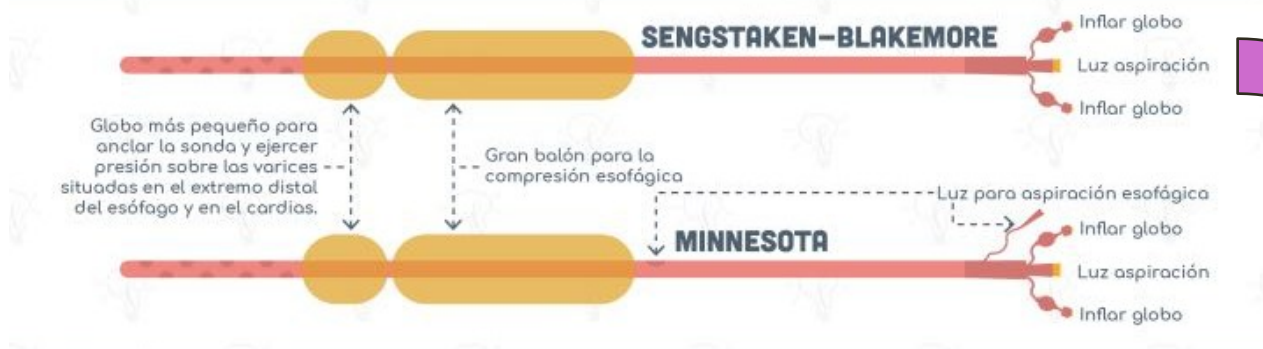 SENGSTAKEN-BLAKEMORE
Inflar globo
Luz aspiración
Inflar globo
Globo más pequeño para
anclar la sonda y ejercer
presión sobre las varices
situadas en el extremo distal
del esófago y en el cardias.
Gran balón para la
compresión esofágica
Luz para aspiración esofágica
MINNESOTA
Inflar globo
Luz aspiración
Inflar globo